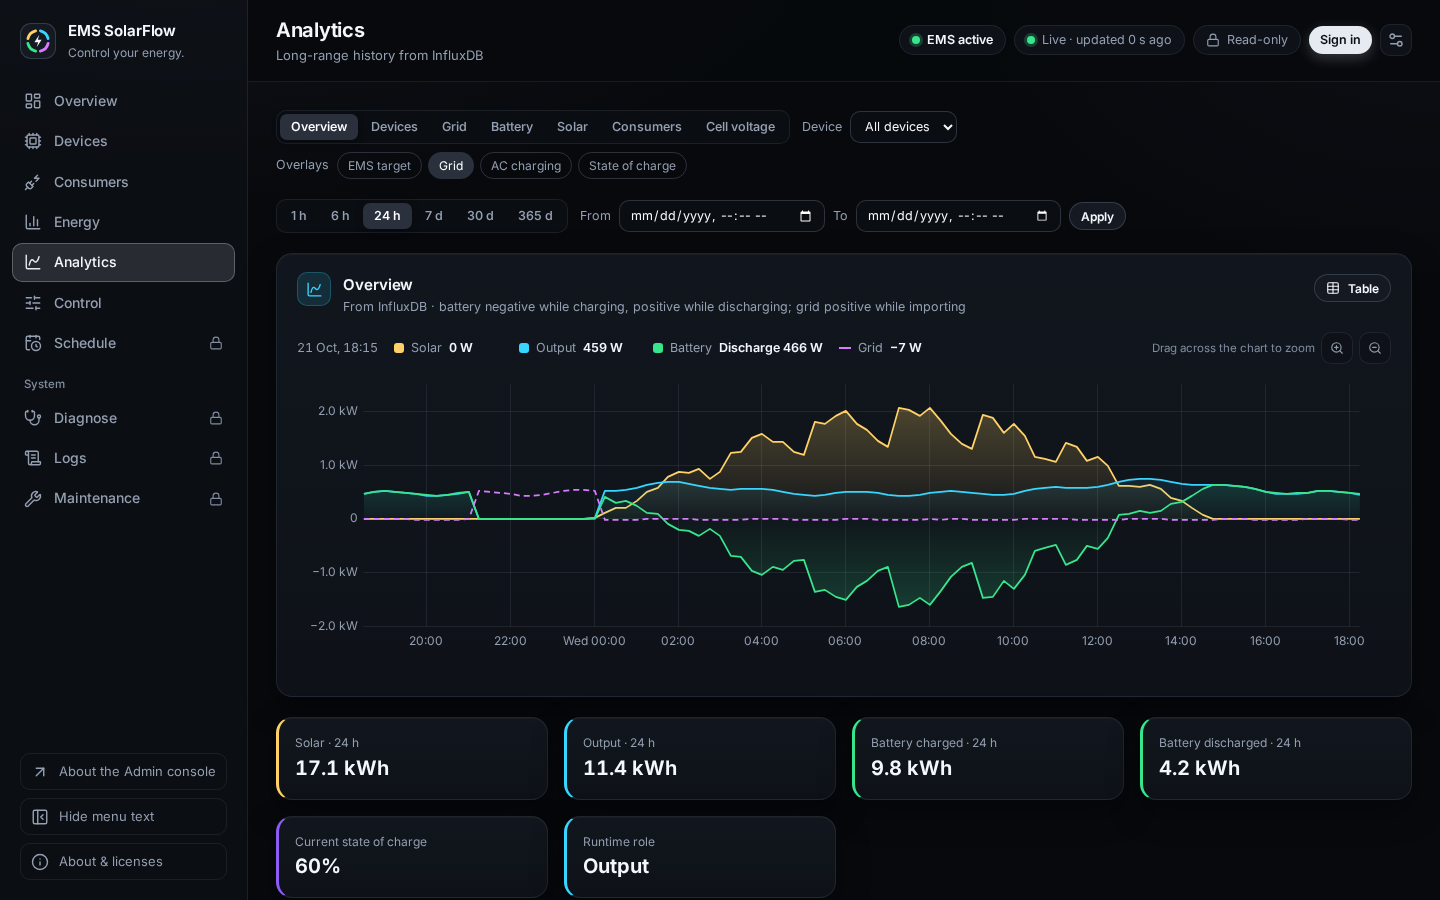 EMS SolarFlow
Control your energy.
Overview
Devices
Consumers
Energy
Analytics
Control
Schedule
System
Diagnose
Logs
Maintenance
About the Admin console
Hide menu text
About & licenses
Analytics
Long-range history from InfluxDB
EMS active
Live · updated 0 s ago
Read-only
Sign in
Overview Devices Grid Battery Solar Consumers Cell voltage Device All devices
Overlays EMS target Grid AC charging State of charge
1 h 6 h 24 h 7 d 30 d 365 d From mm/dd/yyyy, --:-- -- To mm/dd/yyyy, --:-- -- Apply
Overview
From InfluxDB · battery negative while charging, positive while discharging; grid positive while importing
Table
21 Oct, 18:15 Solar 0 W Output 459 W Battery Discharge 466 W Grid −7 W Drag across the chart to zoom
2.0 kW
1.0 kW
0
−1.0 kW
−2.0 kW
20:00 22:00 Wed 00:00 02:00 04:00 06:00 08:00 10:00 12:00 14:00 16:00 18:00
Solar · 24 h
17.1 kWh
Output · 24 h
11.4 kWh
Battery charged · 24 h
9.8 kWh
Battery discharged · 24 h
4.2 kWh
Current state of charge
60%
Runtime role
Output